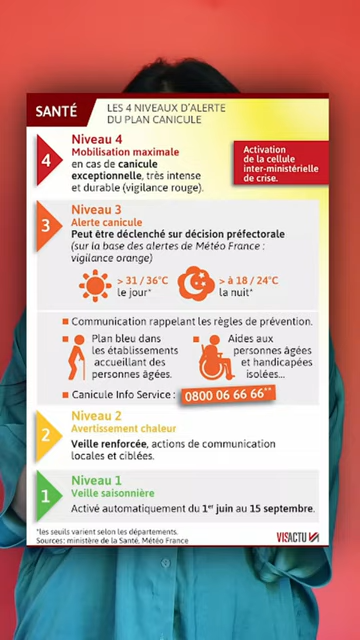 SANTÉ
LES 4 NIVEAUX D'ALERTE
DU PLAN CANICULE
4
Niveau 4
Mobilisation maximale
en cas de canicule
exceptionnelle, très intense
et durable (vigilance rouge).
Activation
de la cellule
inter-ministérielle
de crise.
3
Niveau 3
Alerte canicule
Peut être déclenché sur décision préfectorale
(sur la base des alertes de Météo France :
vigilance orange)
> 31 / 36°C
le jour*
> à 18 / 24°C
la nuit*
Communication rappelant les règles de prévention.
Plan bleu dans
les établissements
accueillant des
personnes âgées.
Aides aux
personnes âgées
et handicapées
isolées...
Canicule Info Service : 0800 06 66 66**
2
Niveau 2
Avertissement chaleur
Veille renforcée, actions de communication
locales et ciblées.
1
Niveau 1
Veille saisonnière
Activé automatiquement du 1er juin au 15 septembre.
*les seuils varient selon les départements.
Sources : ministère de la Santé, Météo France
VISACTU